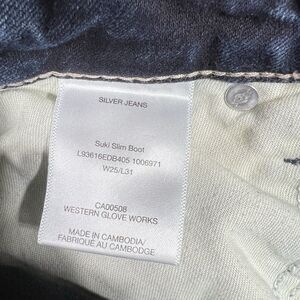 SILVER JEANS
Suki Slim Boot
L93616EDB405 1006971
W25/L31
CA00508
WESTERN GLOVE WORKS
MADE IN CAMBODIA/
FABRIQUÉ AU CAMBODGE